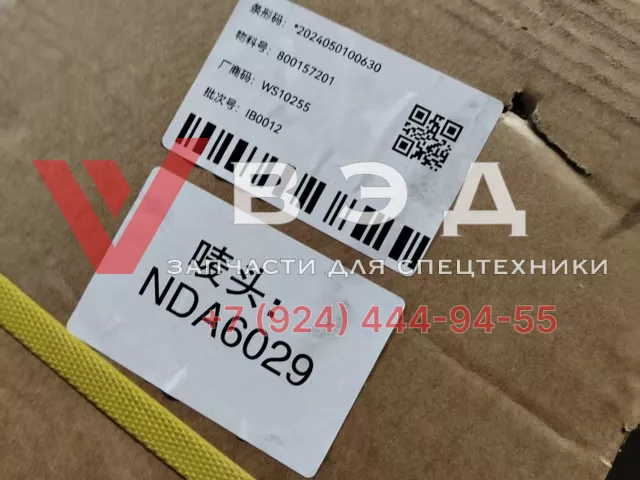 条形码：*2024050100630
物料号：800157201
厂商码：WS10255
批次号：IB0012
ВЭД
ЗАПЧАСТИ ДЛЯ СПЕЦТЕХНИКИ
唛头：
+7 (924) 444-94-55
NDA6029